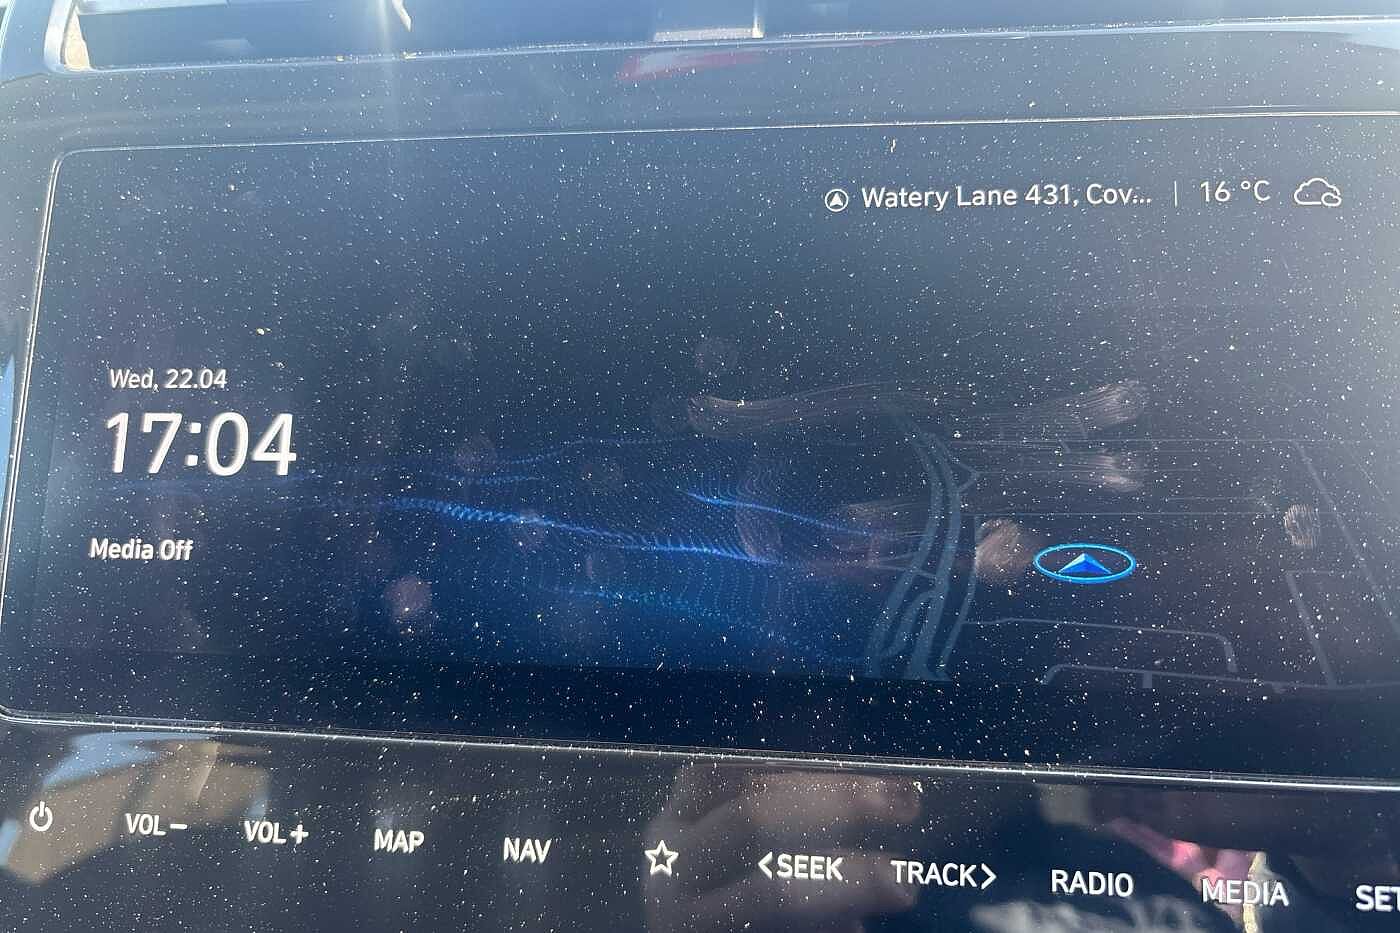 Watery Lane 431, Cov... | 16 °C
Wed, 22.04
17:04
Media Off
VOL− VOL+ MAP NAV ☆ <SEEK TRACK> RADIO MEDIA SET